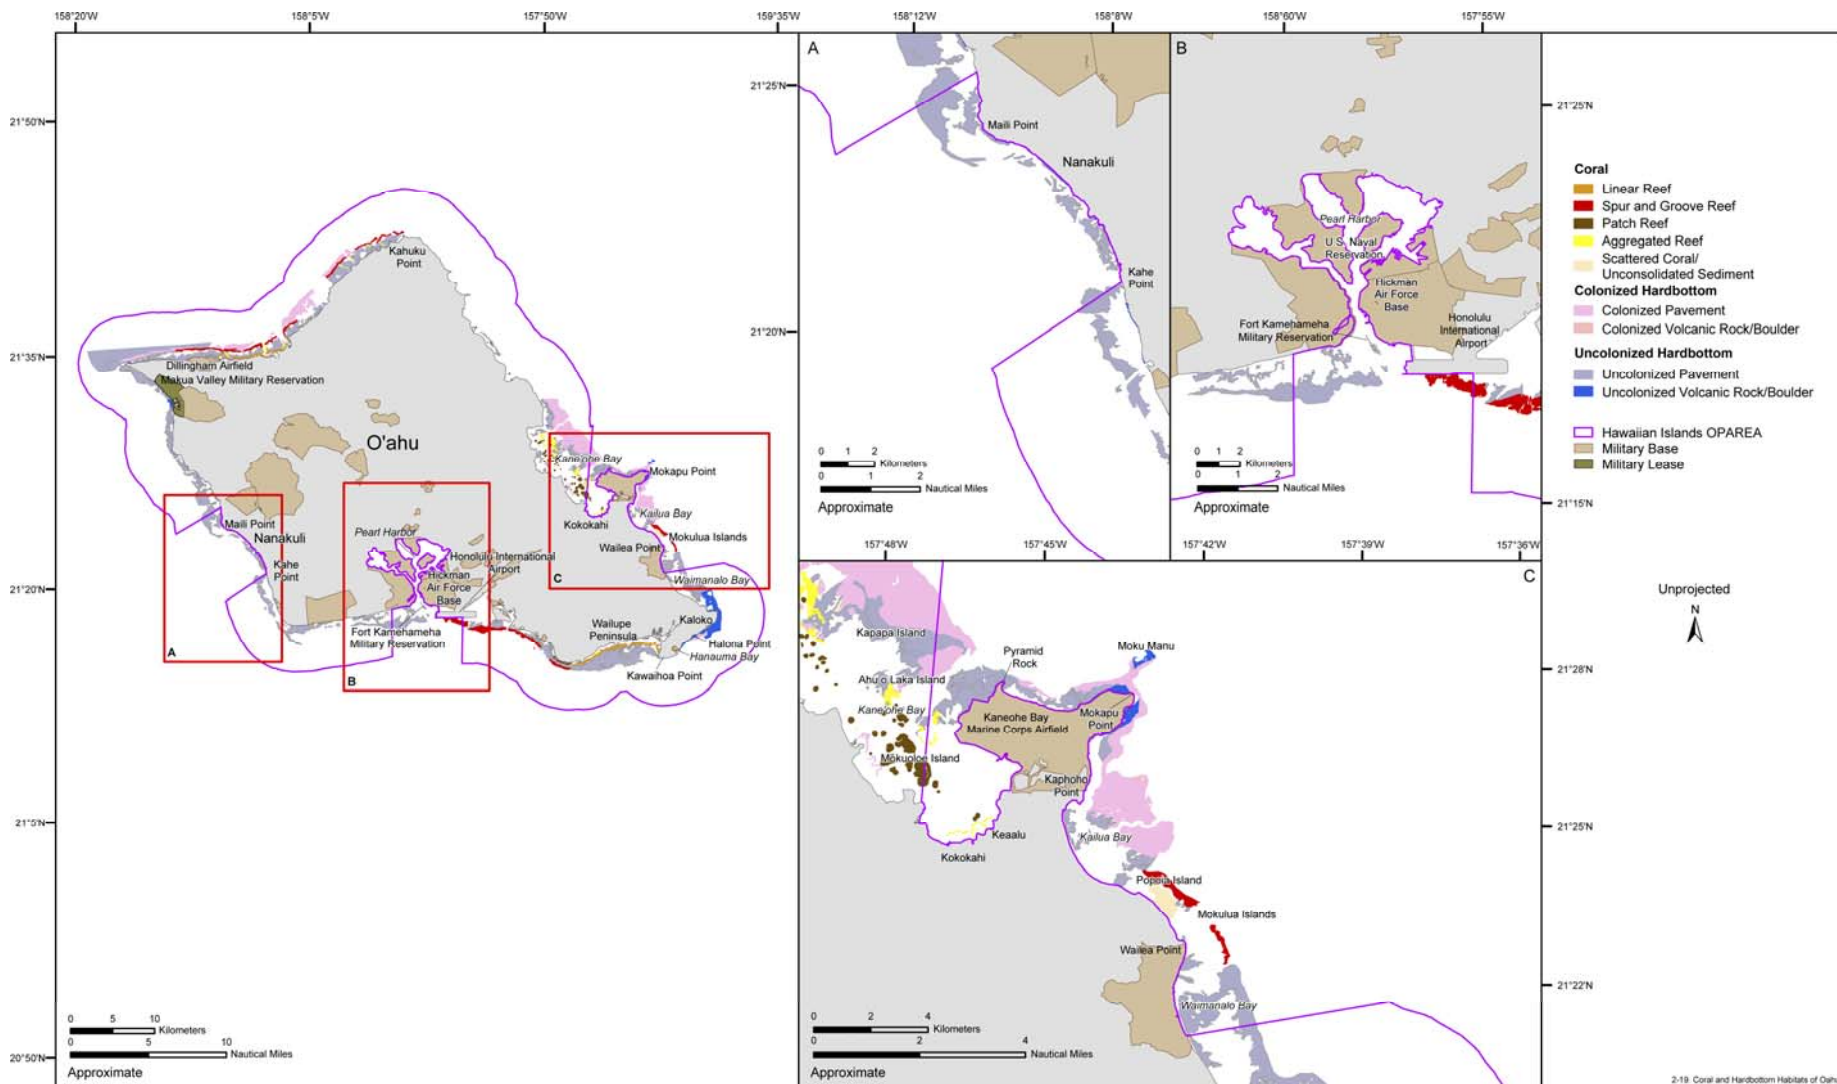 158°20'W
158°5'W
157°50'W
159°35'W
158°12'W
158°9'W
158°00'W
157°55'W
21°50'N
21°35'N
21°20'N
21°5'N
20°50'N
Kahuku
Point
Dillingham Airfield
Makua Valley Military Reservation
O'ahu
Kane'ohe Bay
Mokapu Point
Kokokahi
Kailua Bay
Mokulua Islands
Wailea Point
C
Waimanalo Bay
Maili Point
Nanakuli
Kahe
Point
A
Pearl Harbor
Honolulu International
Airport
Hickman
Air Force
Base
Fort Kamehameha
Military Reservation
B
Wailupe
Peninsula
Kaloko
Halona Point
Hanauma Bay
Kawaihoa Point
0 5 10
Kilometers
0 5 10
Nautical Miles
Approximate
A
21°25'N
21°20'N
Maili Point
Nanakuli
Kahe
Point
0 1 2
Kilometers
0 1 2
Nautical Miles
Approximate
B
21°25'N
21°15'N
Pearl Harbor
U.S. Naval
Reservation
Hickman
Air Force
Base
Fort Kamehameha
Military Reservation
Honolulu
International
Airport
0 1 2
Kilometers
0 1 2
Nautical Miles
Approximate
157°48'W
157°45'W
157°42'W
157°39'W
157°36'W
C
21°28'N
21°25'N
21°22'N
Kapapa Island
Pyramid
Rock
Moku Manu
Ahu o Laka Island
Kane'ohe Bay
Kaneohe Bay
Marine Corps Airfield
Mokapu
Point
Mokuoloe Island
Kaphoho
Point
Keaalu
Kokokahi
Kailua Bay
Popoia Island
Mokulua Islands
Wailea Point
Waimanalo Bay
0 2 4
Kilometers
0 2 4
Nautical Miles
Approximate
Coral
Linear Reef
Spur and Groove Reef
Patch Reef
Aggregated Reef
Scattered Coral/
Unconsolidated Sediment
Colonized Hardbottom
Colonized Pavement
Colonized Volcanic Rock/Boulder
Uncolonized Hardbottom
Uncolonized Pavement
Uncolonized Volcanic Rock/Boulder
Hawaiian Islands OPAREA
Military Base
Military Lease
Unprojected
N
2-19 Coral and Hardbottom Habitats of Oahu